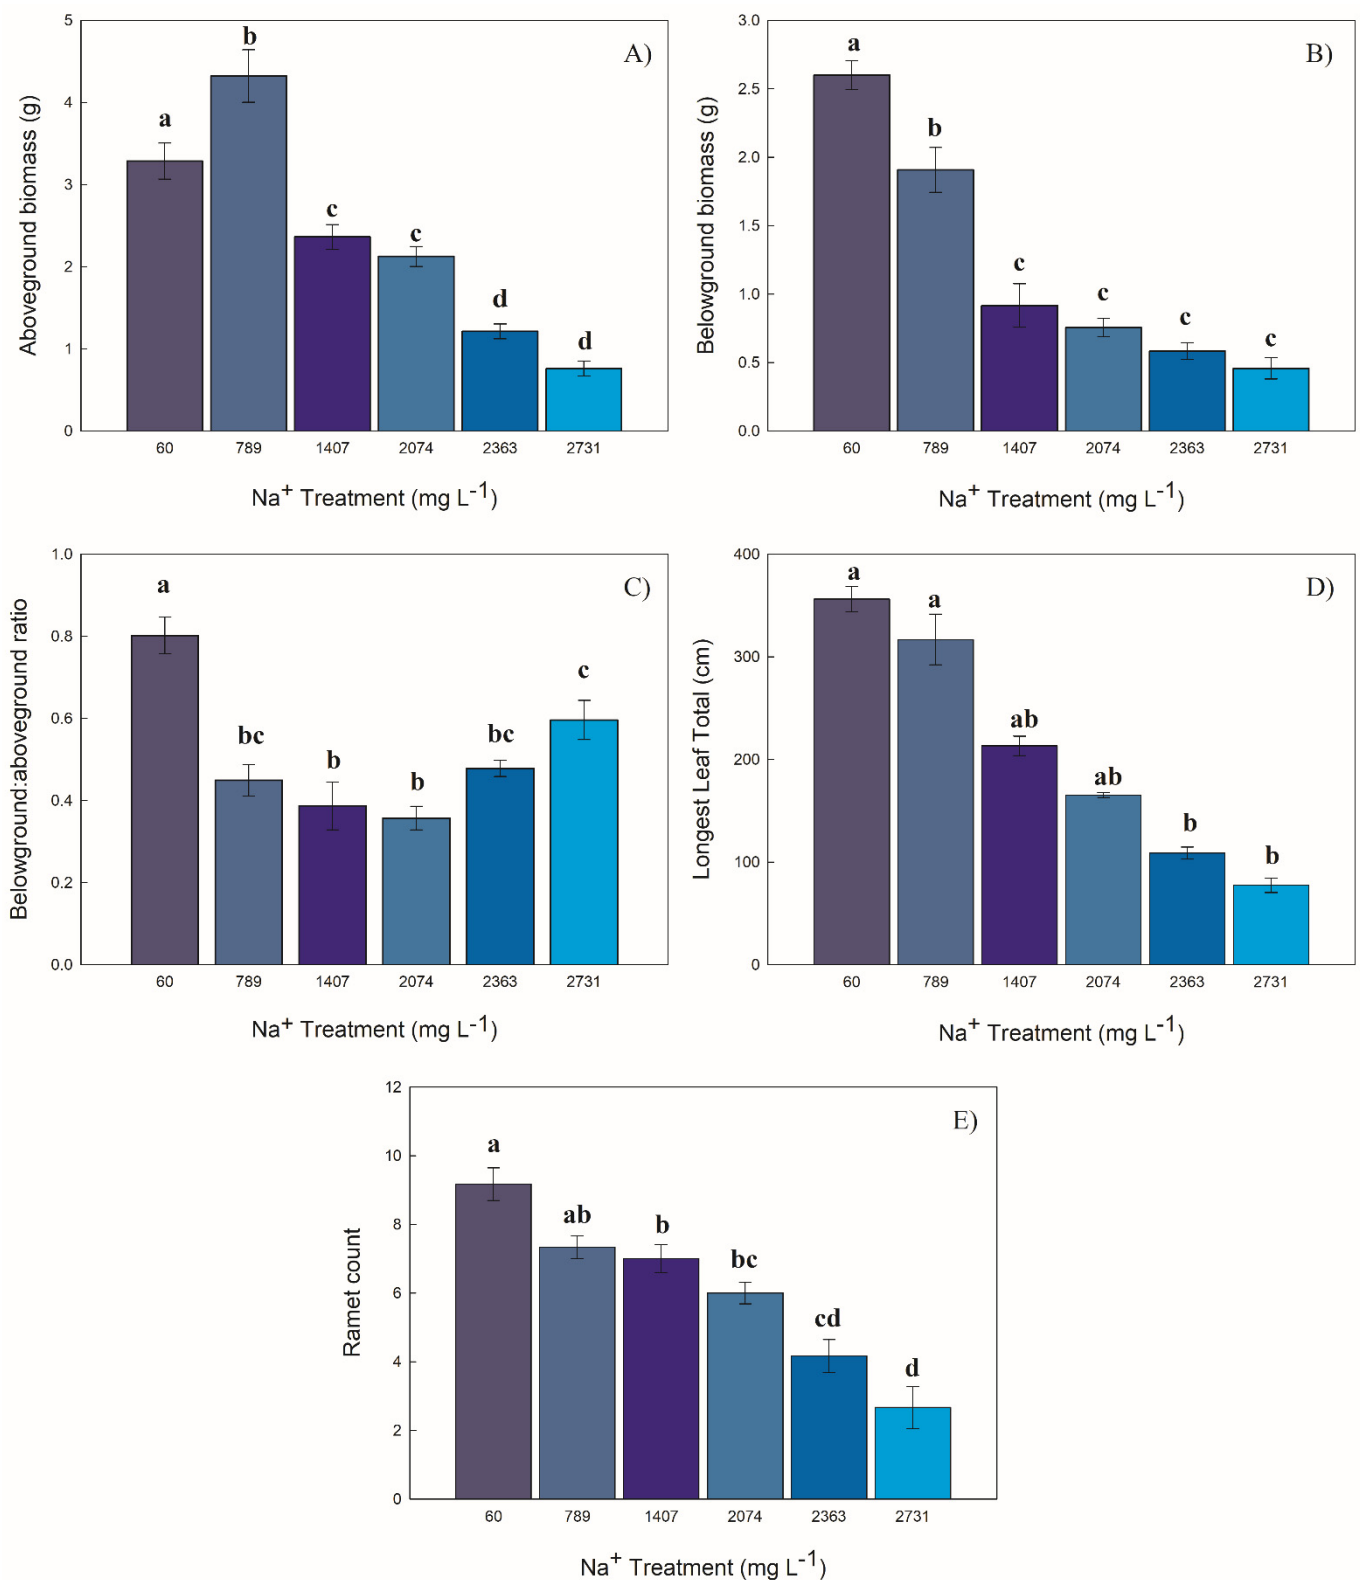 A)
Aboveground biomass (g)
5
4
3
2
1
0
a
b
c
c
d
d
60 789 1407 2074 2363 2731
Na⁺ Treatment (mg L⁻¹)
B)
Belowground biomass (g)
3.0
2.5
2.0
1.5
1.0
0.5
0.0
a
b
c
c
c
c
60 789 1407 2074 2363 2731
Na⁺ Treatment (mg L⁻¹)
C)
Belowground:aboveground ratio
1.0
0.8
0.6
0.4
0.2
0.0
a
bc
b
b
bc
c
60 789 1407 2074 2363 2731
Na⁺ Treatment (mg L⁻¹)
D)
Longest Leaf Total (cm)
400
300
200
100
0
a
a
ab
ab
b
b
60 789 1407 2074 2363 2731
Na⁺ Treatment (mg L⁻¹)
E)
Ramet count
12
10
8
6
4
2
0
a
ab
b
bc
cd
d
60 789 1407 2074 2363 2731
Na⁺ Treatment (mg L⁻¹)